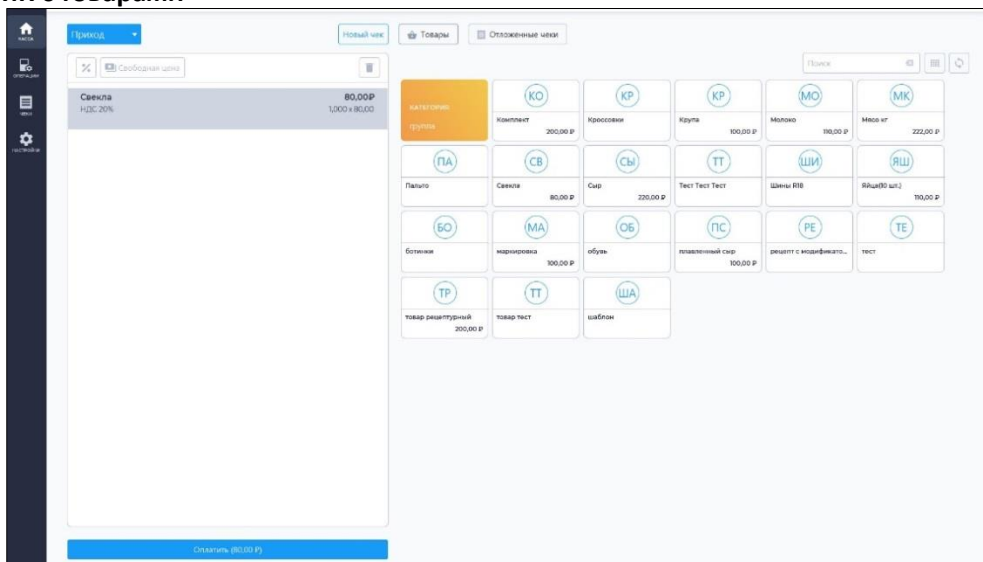 Приход
Новый чек
Товары
Отложенные чеки
КАССА
ОПЕРАЦИИ
ЧЕКИ
НАСТРОЙКИ
%
Свободная цена
Поиск
Свекла
80,00₽
НДС 20%
1,000 x 80,00
КАТЕГОРИЯ
группа
КО
Комплект
200,00 ₽
КР
Кроссовки
КР
Крупа
100,00 ₽
МО
Молоко
110,00 ₽
МК
Мясо кг
222,00 ₽
ПА
Пальто
СВ
Свекла
80,00 ₽
СЫ
Сыр
220,00 ₽
ТТ
Тест Тест Тест
ШИ
Шины R18
ЯШ
Яйца(10 шт.)
110,00 ₽
БО
ботинки
МА
маркировка
100,00 ₽
ОБ
обувь
ПС
плавленный сыр
100,00 ₽
РЕ
рецепт с модификато...
ТЕ
тест
ТР
товар рецептурный
200,00 ₽
ТТ
товар тест
ША
шаблон
Оплатить (80,00 ₽)